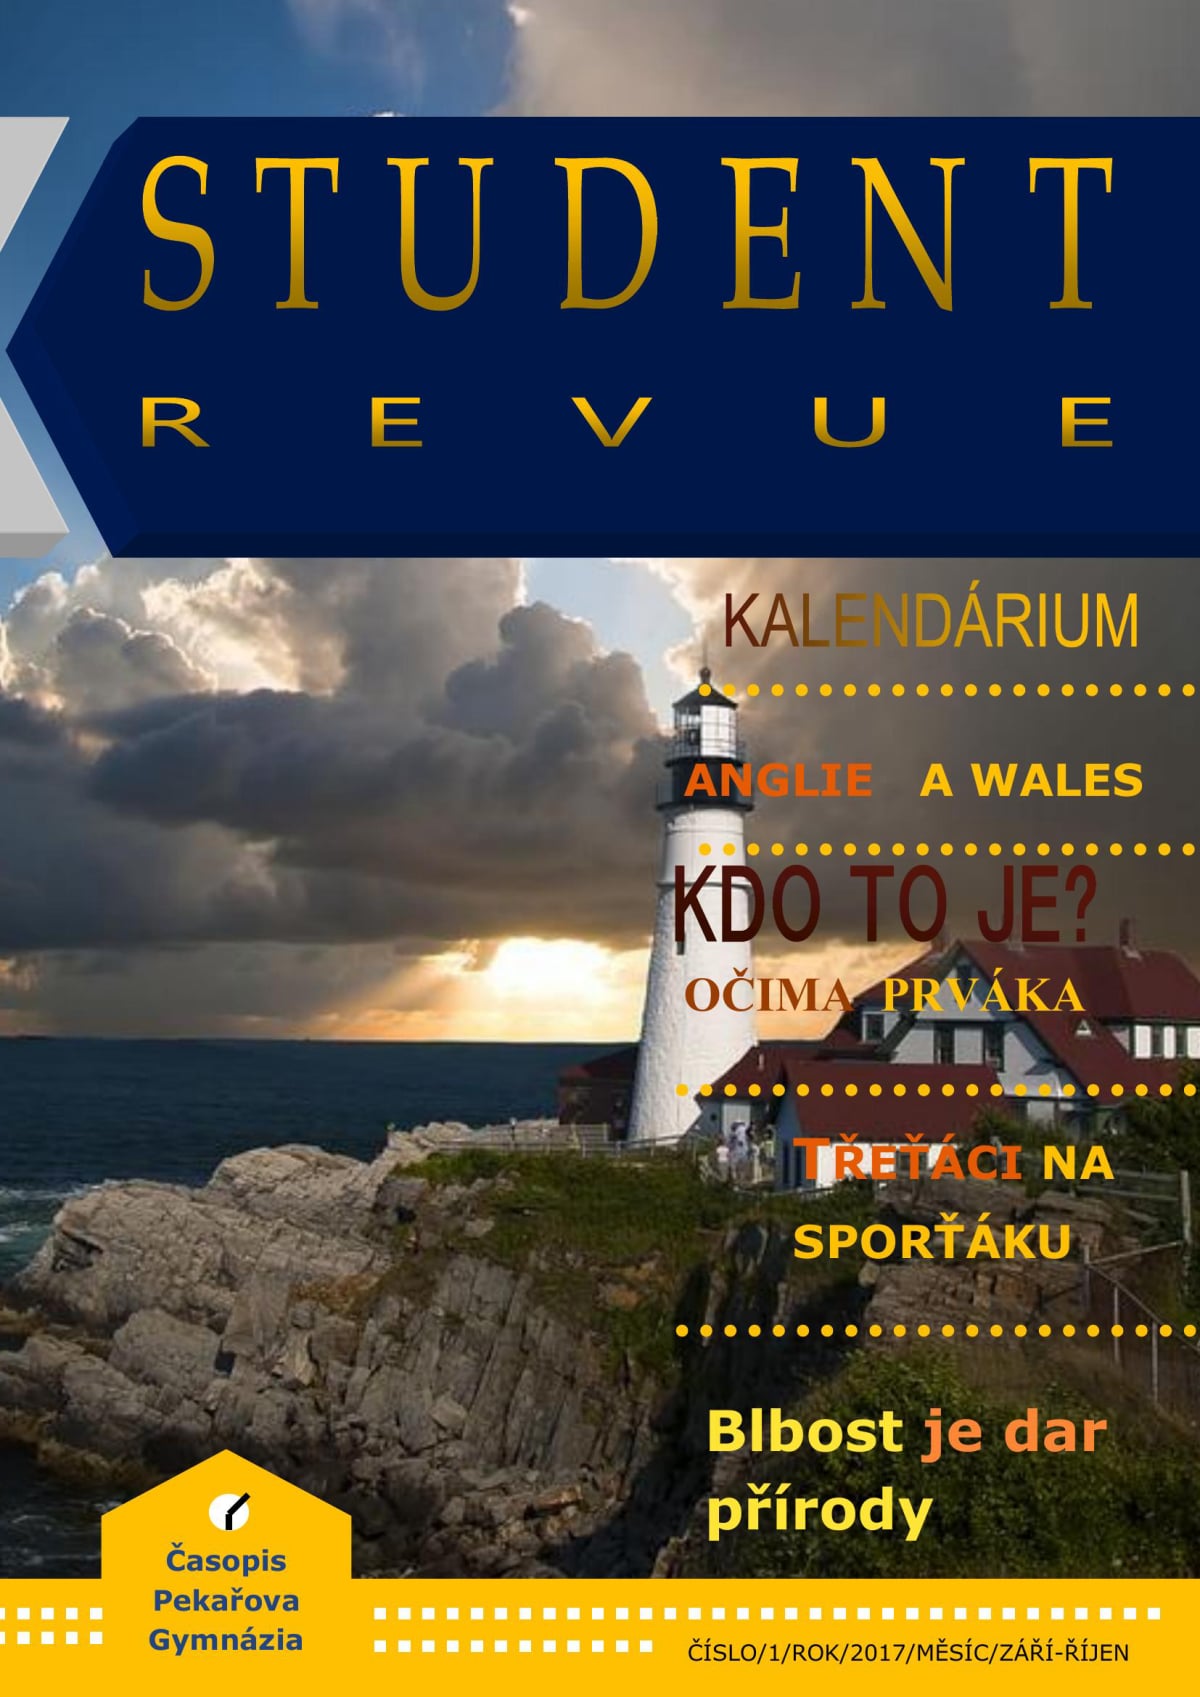 STUDENT
REVUE
KALENDÁRIUM
ANGLIE A WALES
KDO TO JE?
OČIMA PRVÁKA
TŘEŤÁCI NA
SPORŤÁKU
Blbost je dar
přírody
Časopis
Pekařova
Gymnázia
ČÍSLO/1/ROK/2017/MĚSÍC/ZÁŘÍ-ŘÍJEN